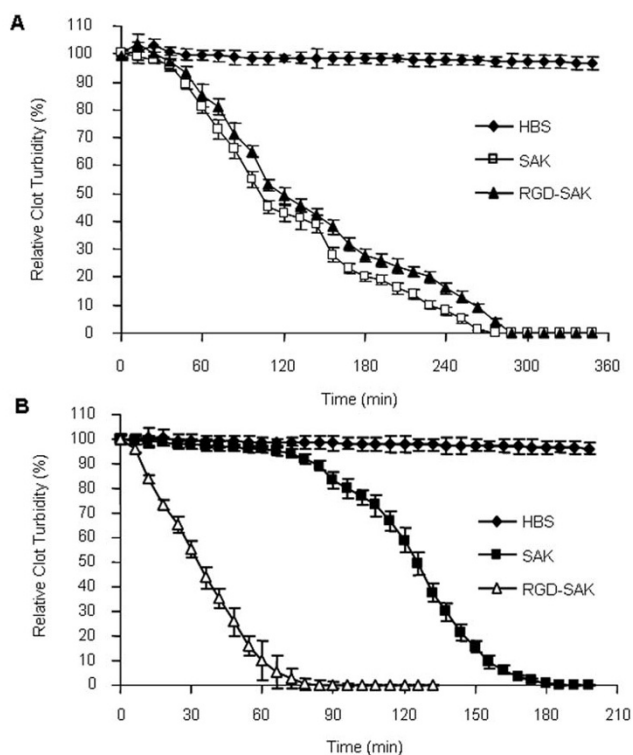 A
Relative Clot Turbidity (%)
110
100
90
80
70
60
50
40
30
20
10
0
HBS
SAK
RGD-SAK
0 60 120 180 240 300 360
Time (min)
B
Relative Clot Turbidity (%)
110
100
90
80
70
60
50
40
30
20
10
0
HBS
SAK
RGD-SAK
0 30 60 90 120 150 180 210
Time (min)